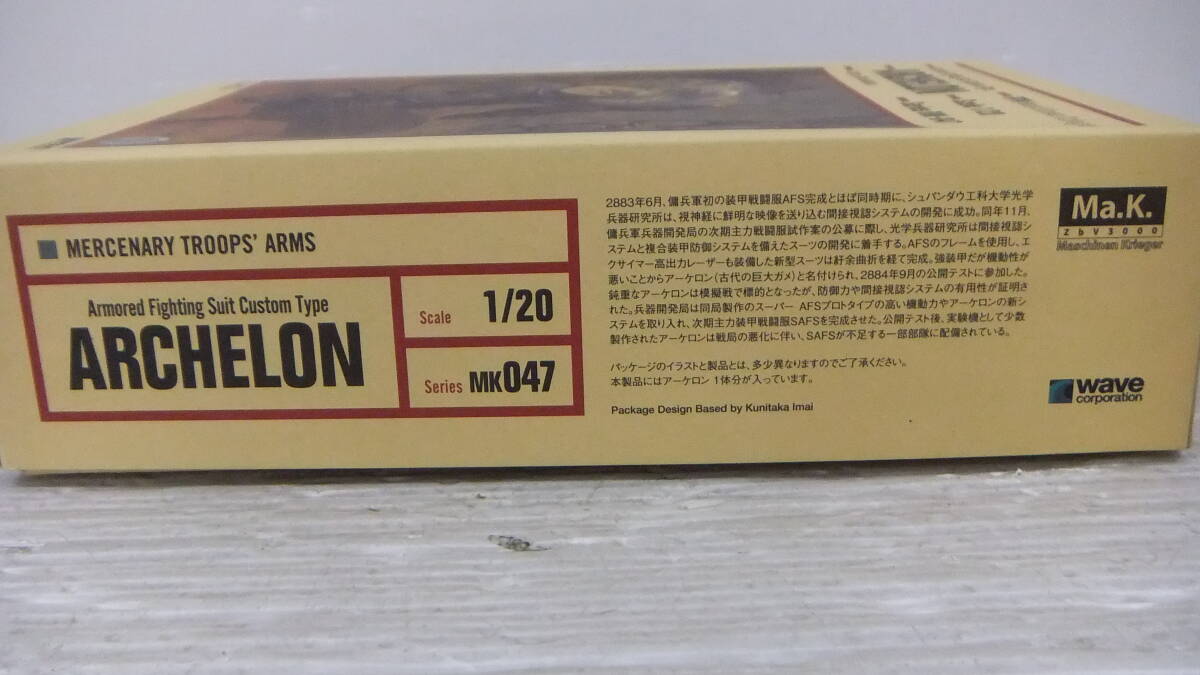 MERCENARY TROOPS' ARMS
Armored Fighting Suit Custom Type
ARCHELON
Scale 1/20
Series MK047
2883年6月、傭兵軍初の装甲戦闘服AFS完成とほぼ同時期に、シュパンダウ工科大学光学
兵器研究所は、視神経に鮮明な映像を送り込む間接視認システムの開発に成功。同年11月、
傭兵軍兵器開発局の次期主力戦闘服試作案の公募に際し、光学兵器研究所は間接視認シ
ステムと複合装甲防御システムを備えたスーツの開発に着手する。AFSのフレームを使用し、エ
クサイマー高出力レーザーも装備した新型スーツは紆余曲折を経て完成。強装甲だが機動性が
悪いことからアーケロン(古代の巨大ガメ)と名付けられ、2884年9月の公開テストに参加した。
鈍重なアーケロンは模擬戦で標的となったが、防御力や間接視認システムの有用性が証明さ
れた。兵器開発局は同局製作のスーパー AFSプロトタイプの高い機動力やアーケロンの新シ
ステムを取り入れ、次期主力装甲戦闘服SAFSを完成させた。公開テスト後、実験機として少数
製作されたアーケロンは戦局の悪化に伴い、SAFSが不足する一部部隊に配備されている。
パッケージのイラストと製品とは、多少異なりますのでご了承ください。
本製品にはアーケロン 1体分が入っています。
Package Design Based by Kunitaka Imai
Ma.K.
ZbV3000
Maschinen Krieger
wave
corporation